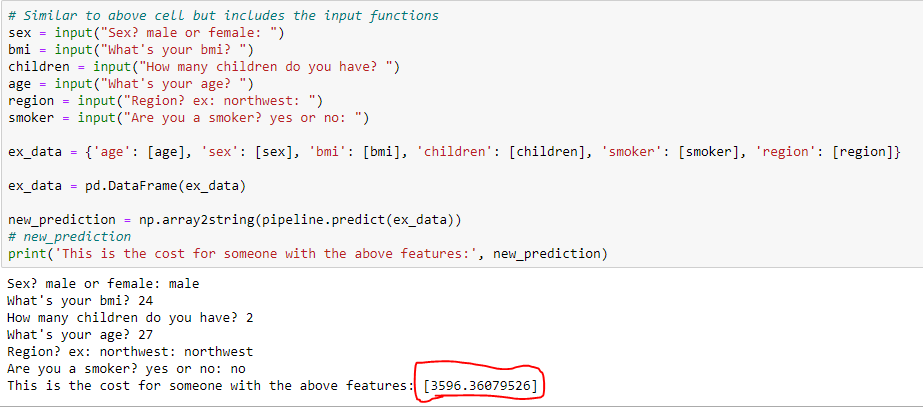 # Similar to above cell but includes the input functions
sex = input("Sex? male or female: ")
bmi = input("What's your bmi? ")
children = input("How many children do you have? ")
age = input("What's your age? ")
region = input("Region? ex: northwest: ")
smoker = input("Are you a smoker? yes or no: ")
ex_data = {'age': [age], 'sex': [sex], 'bmi': [bmi], 'children': [children], 'smoker': [smoker], 'region': [region]}
ex_data = pd.DataFrame(ex_data)
new_prediction = np.array2string(pipeline.predict(ex_data))
# new_prediction
print('This is the cost for someone with the above features:', new_prediction)
Sex? male or female: male
What's your bmi? 24
How many children do you have? 2
What's your age? 27
Region? ex: northwest: northwest
Are you a smoker? yes or no: no
This is the cost for someone with the above features: [3596.36079526]